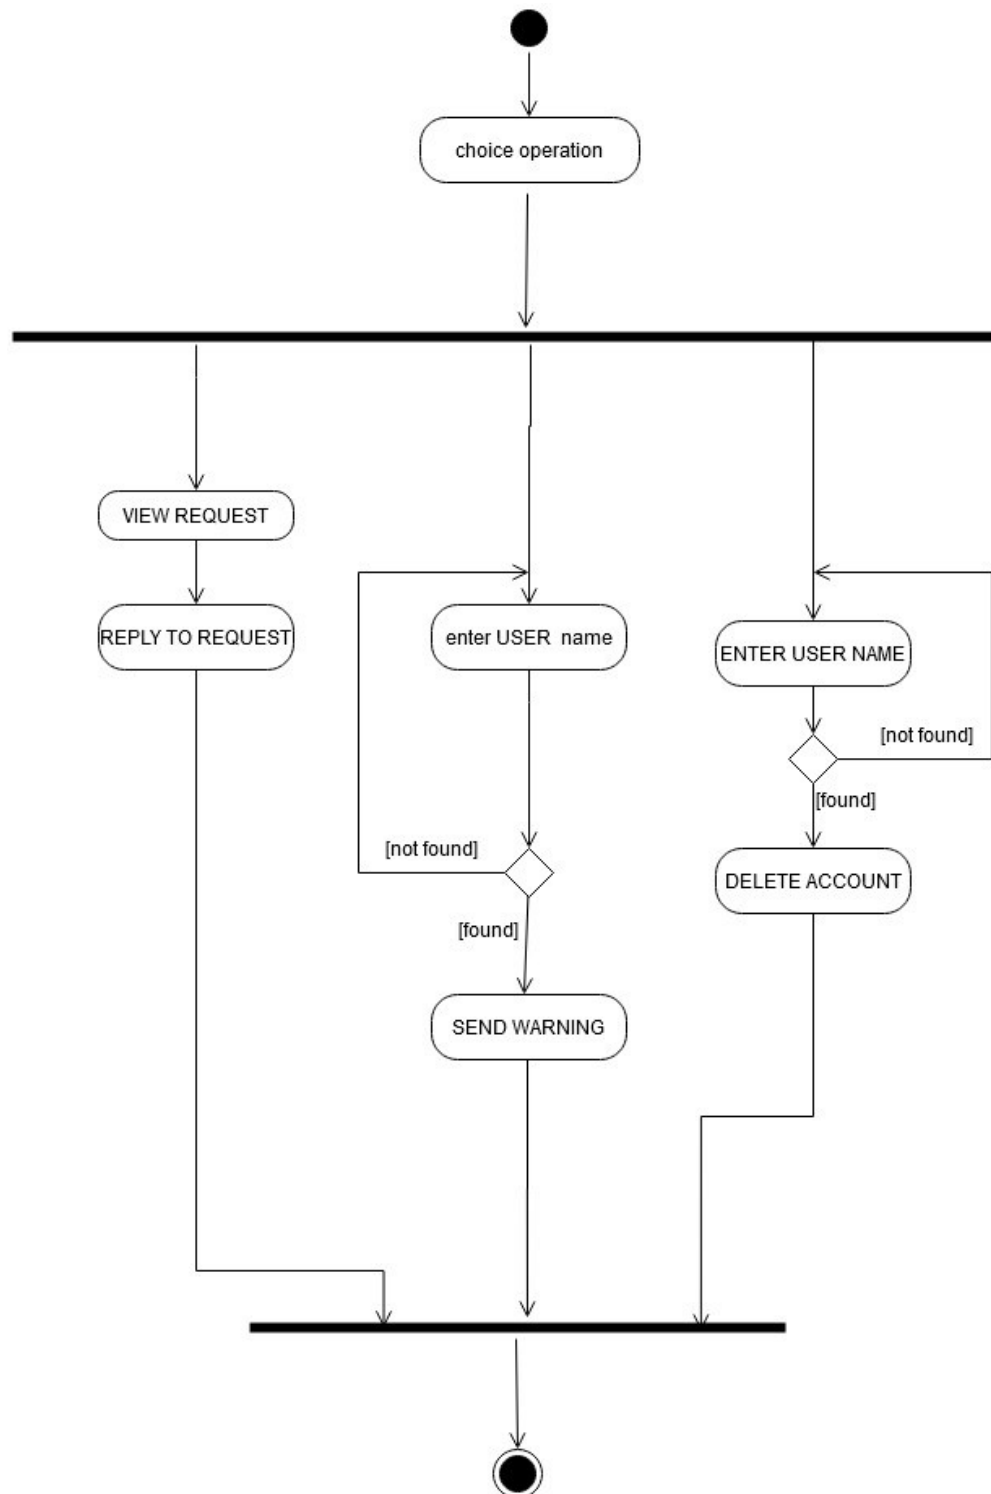 choice operation
VIEW REQUEST
REPLY TO REQUEST
enter USER  name
[not found]
[found]
SEND WARNING
ENTER USER NAME
[not found]
[found]
DELETE ACCOUNT